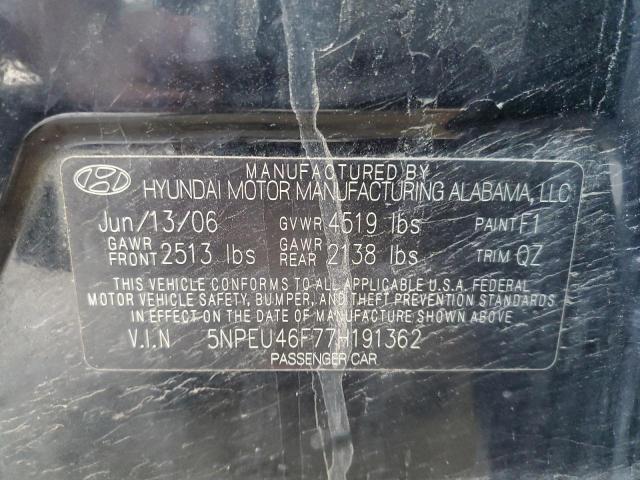 MANUFACTURED BY
HYUNDAI MOTOR MANUFACTURING ALABAMA, LLC
Jun/13/06 GVWR 4519 lbs PAINT F1
GAWR FRONT 2513 lbs GAWR REAR 2138 lbs TRIM QZ
THIS VEHICLE CONFORMS TO ALL APPLICABLE U.S.A. FEDERAL
MOTOR VEHICLE SAFETY, BUMPER, AND THEFT PREVENTION STANDARDS
IN EFFECT ON THE DATE OF MANUFACTURE SHOWN ABOVE
V.I.N 5NPEU46F77H191362
PASSENGER CAR